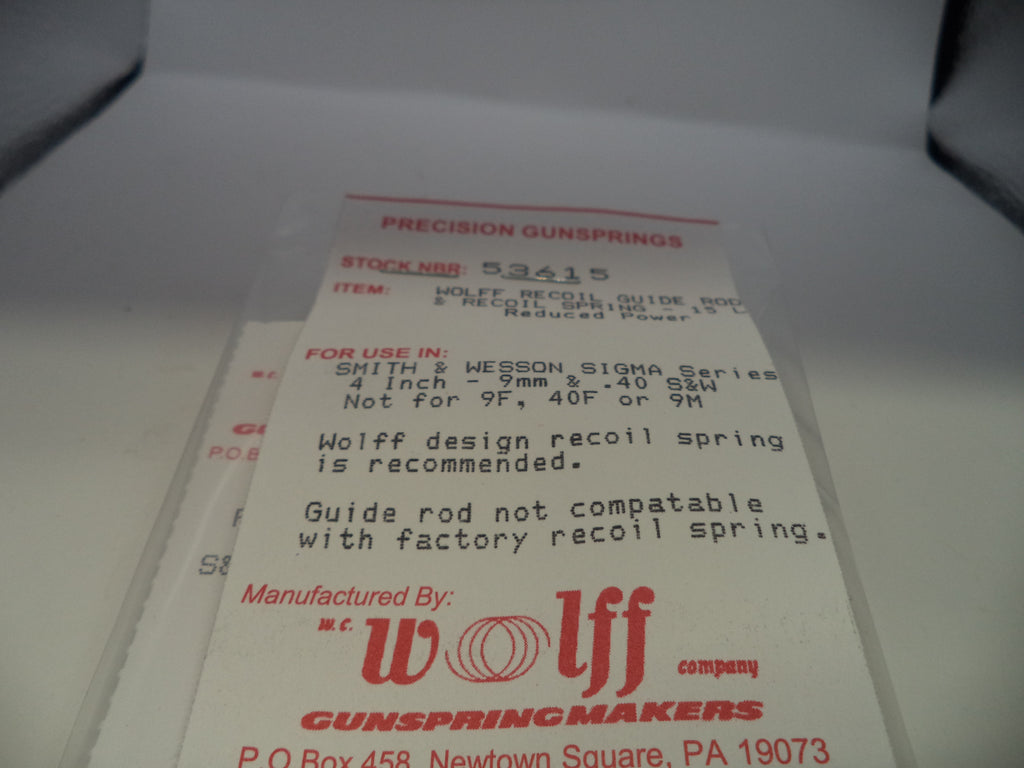 PRECISION GUNSPRINGS
STOCK NBR: 53615
ITEM: WOLFF RECOIL GUIDE ROD
& RECOIL SPRING - 15 L
Reduced Power
FOR USE IN:
SMITH & WESSON SIGMA Series
4 Inch - 9mm & .40 S&W
Not for 9F, 40F or 9M
Wolff design recoil spring
is recommended.
Guide rod not compatable
with factory recoil spring.
Manufactured By:
W.C. Wolff company
GUNSPRINGMAKERS
P.O Box 458, Newtown Square, PA 19073
W.C.
GU
P.O.B
S&